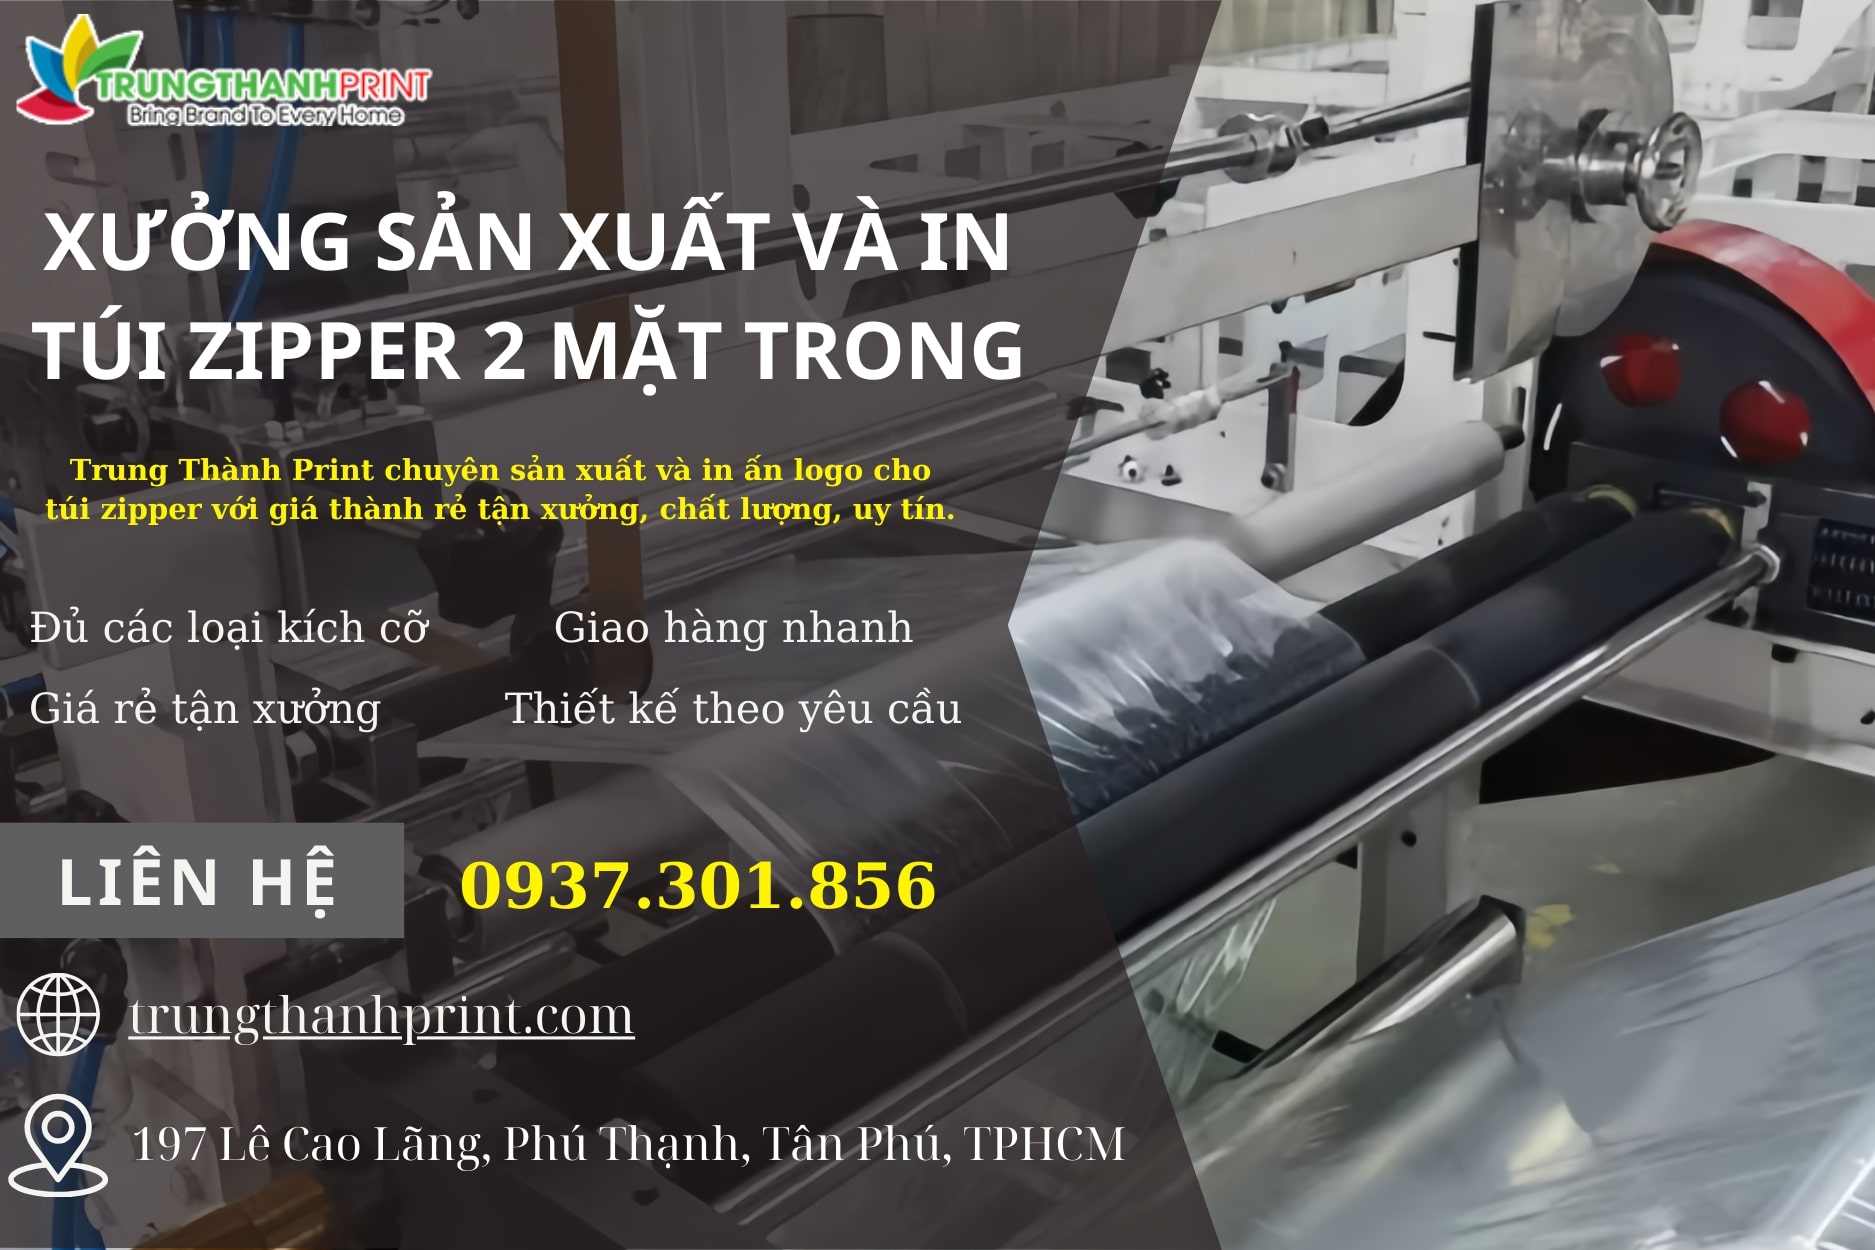 TRUNGTHANHPRINT
Bring Brand To Every Home
XƯỞNG SẢN XUẤT VÀ IN
TÚI ZIPPER 2 MẶT TRONG
Trung Thành Print chuyên sản xuất và in ấn logo cho
túi zipper với giá thành rẻ tận xưởng, chất lượng, uy tín.
Đủ các loại kích cỡ
Giao hàng nhanh
Giá rẻ tận xưởng
Thiết kế theo yêu cầu
LIÊN HỆ
0937.301.856
trungthanhprint.com
197 Lê Cao Lãng, Phú Thạnh, Tân Phú, TPHCM